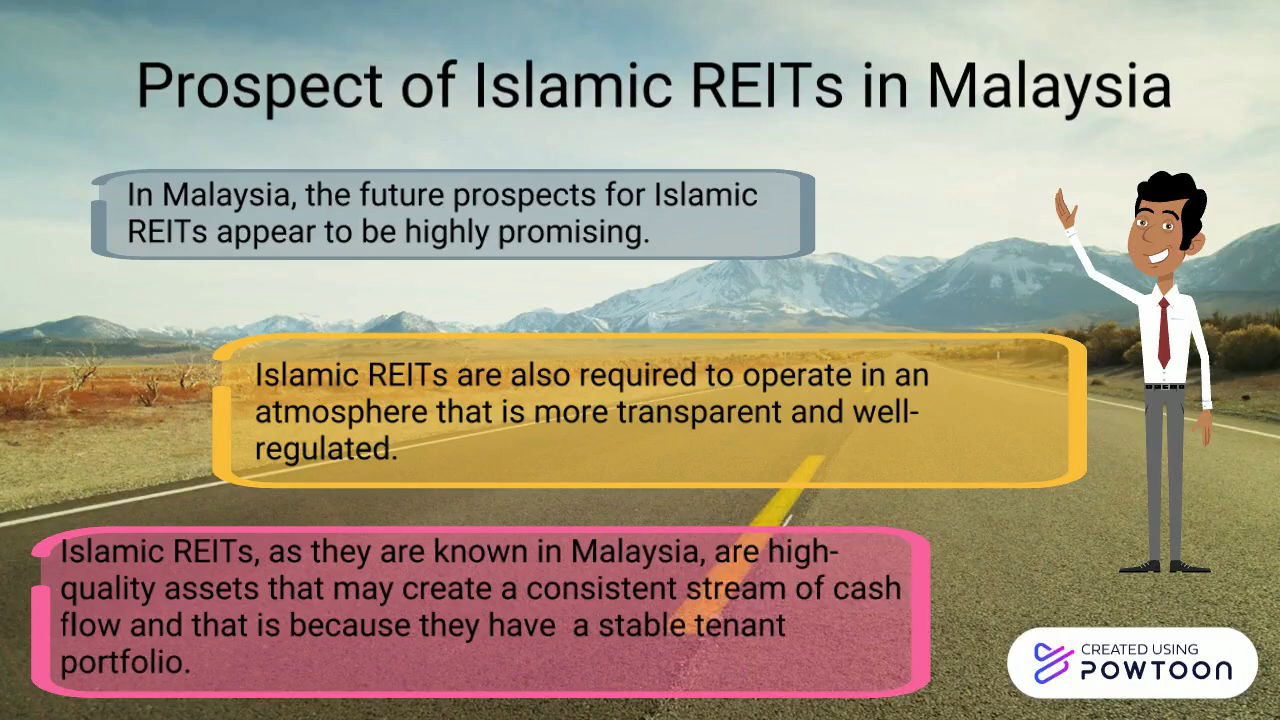 Prospect of Islamic REITs in Malaysia
In Malaysia, the future prospects for Islamic
REITs appear to be highly promising.
Islamic REITs are also required to operate in an
atmosphere that is more transparent and well-
regulated.
Islamic REITs, as they are known in Malaysia, are high-
quality assets that may create a consistent stream of cash
flow and that is because they have  a stable tenant
portfolio.
CREATED USING
POWTOON